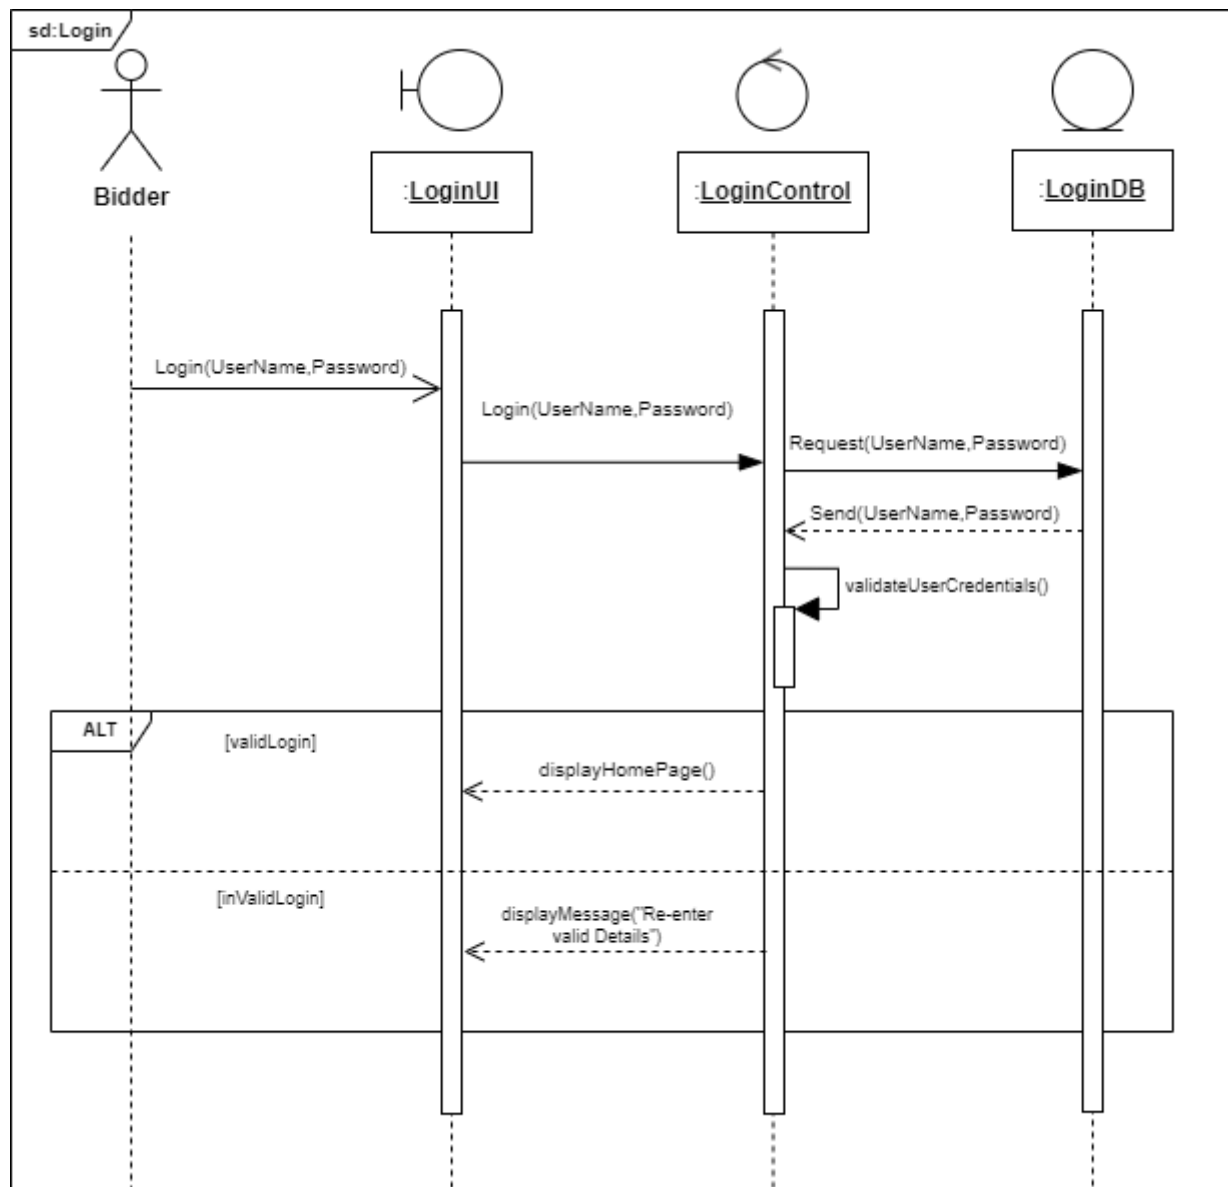 sd:Login
Bidder
:LoginUI
:LoginControl
:LoginDB
Login(UserName,Password)
Login(UserName,Password)
Request(UserName,Password)
Send(UserName,Password)
validateUserCredentials()
ALT
[validLogin]
displayHomePage()
[inValidLogin]
displayMessage("Re-enter
valid Details")